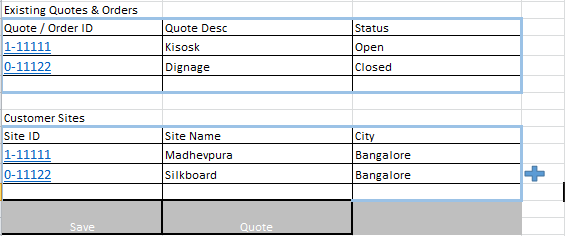 Existing Quotes & Orders
Quote / Order ID Quote Desc Status
1-11111 Kisosk Open
0-11122 Dignage Closed
Customer Sites
Site ID Site Name City
1-11111 Madhevpura Bangalore
0-11122 Silkboard Bangalore
Save Quote